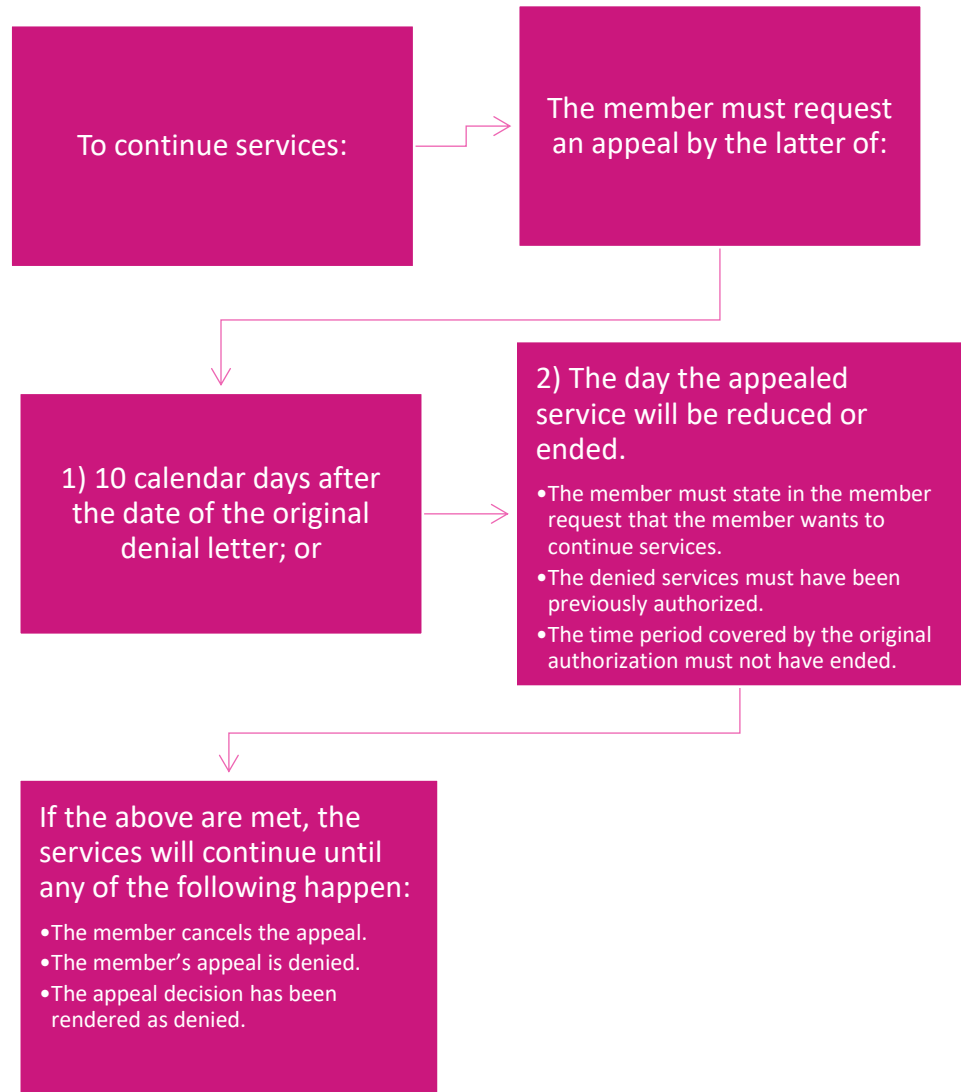 To continue services:
The member must request
an appeal by the latter of:
1) 10 calendar days after
the date of the original
denial letter; or
2) The day the appealed
service will be reduced or
ended.
•The member must state in the member
request that the member wants to
continue services.
•The denied services must have been
previously authorized.
•The time period covered by the original
authorization must not have ended.
If the above are met, the
services will continue until
any of the following happen:
•The member cancels the appeal.
•The member’s appeal is denied.
•The appeal decision has been
rendered as denied.